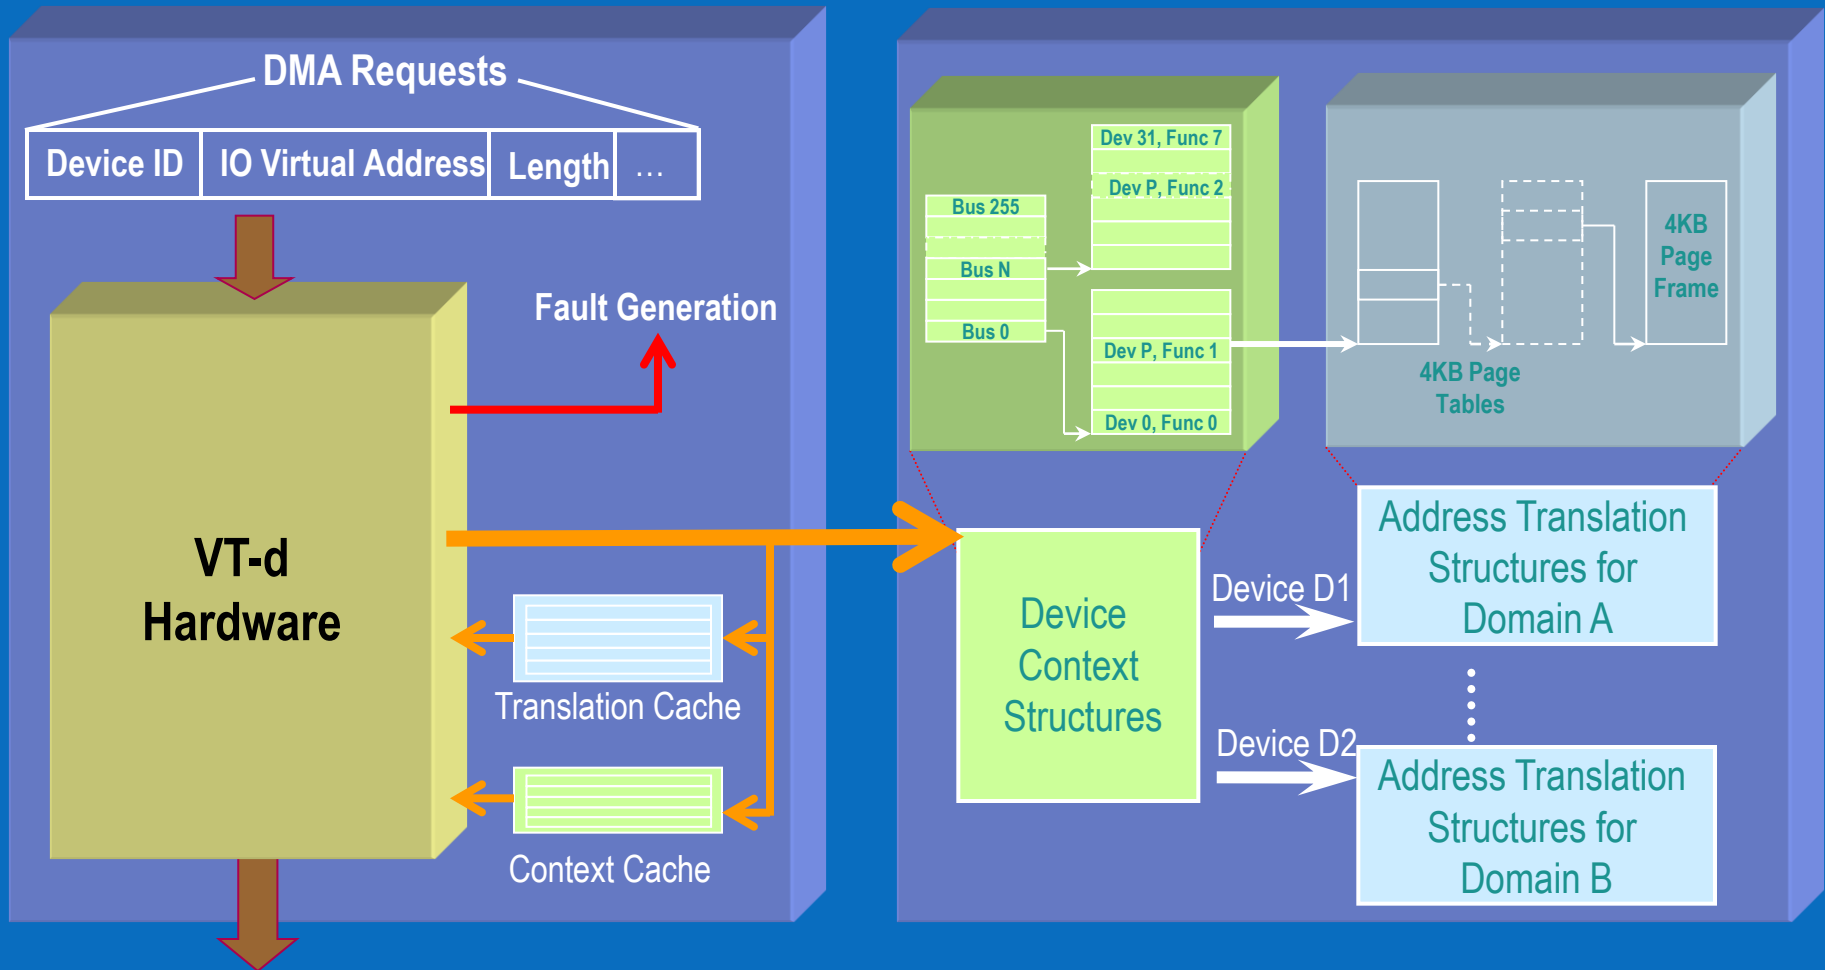 DMA Requests
Device ID
IO Virtual Address
Length
...
Fault Generation
VT-d
Hardware
Translation Cache
Context Cache
Bus 255
Bus N
Bus 0
Dev 31, Func 7
Dev P, Func 2
Dev P, Func 1
Dev 0, Func 0
4KB
Page
Frame
4KB Page
Tables
Device
Context
Structures
Device D1
Device D2
Address Translation
Structures for
Domain A
Address Translation
Structures for
Domain B